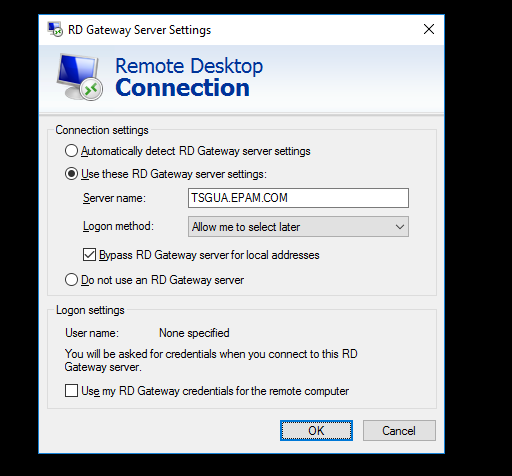 RD Gateway Server Settings
Remote Desktop
Connection
Connection settings
Automatically detect RD Gateway server settings
Use these RD Gateway server settings:
Server name: TSGUA.EPAM.COM
Logon method: Allow me to select later
Bypass RD Gateway server for local addresses
Do not use an RD Gateway server
Logon settings
User name: None specified
You will be asked for credentials when you connect to this RD
Gateway server.
Use my RD Gateway credentials for the remote computer
OK Cancel